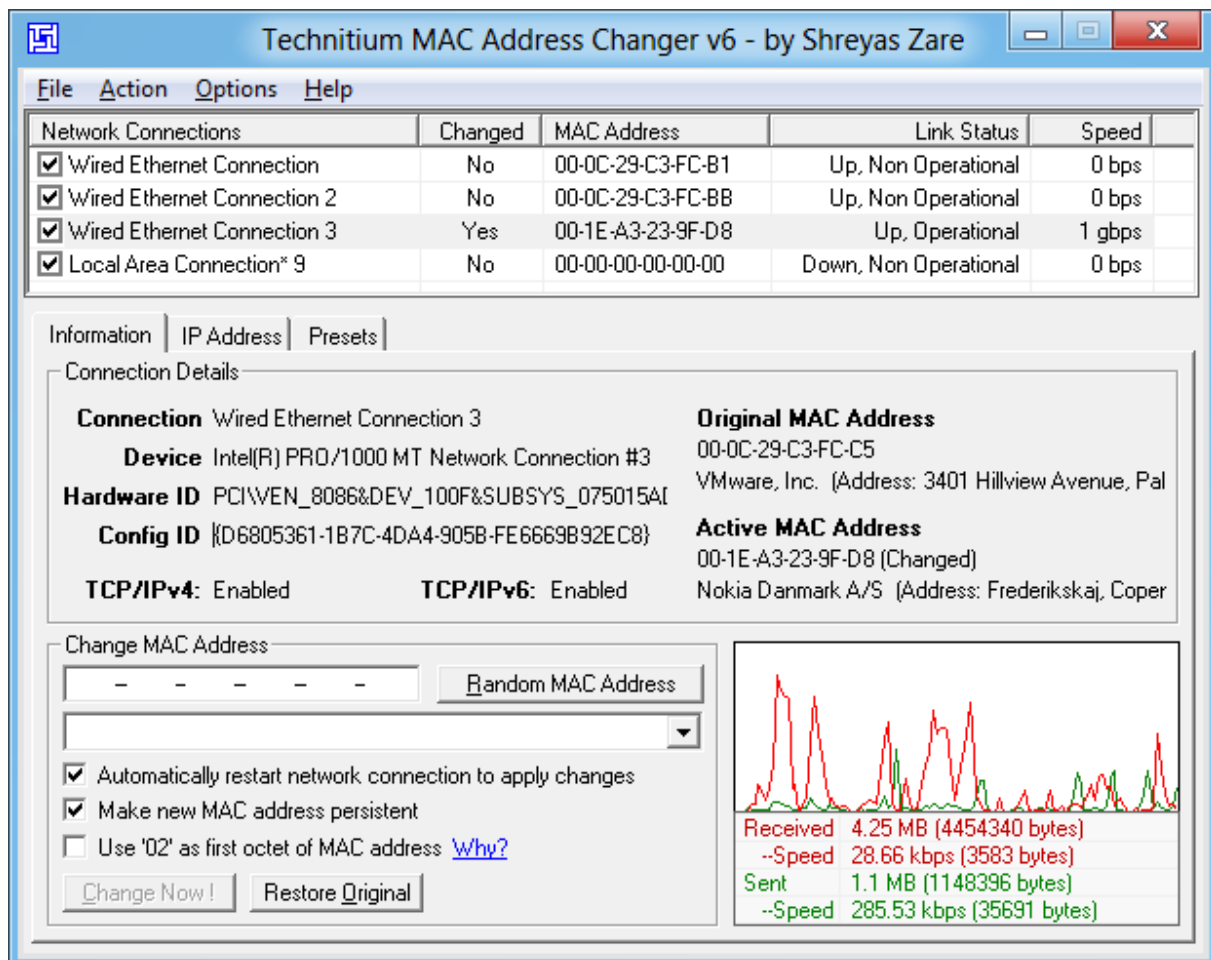 Technitium MAC Address Changer v6 - by Shreyas Zare
File Action Options Help
Network Connections Changed MAC Address Link Status Speed
Wired Ethernet Connection No 00-0C-29-C3-FC-B1 Up, Non Operational 0 bps
Wired Ethernet Connection 2 No 00-0C-29-C3-FC-BB Up, Non Operational 0 bps
Wired Ethernet Connection 3 Yes 00-1E-A3-23-9F-D8 Up, Operational 1 gbps
Local Area Connection* 9 No 00-00-00-00-00-00 Down, Non Operational 0 bps
Information IP Address Presets
Connection Details
Connection Wired Ethernet Connection 3
Device Intel(R) PRO/1000 MT Network Connection #3
Hardware ID PCI\VEN_8086&DEV_100F&SUBSYS_075015A[
Config ID {D6805361-1B7C-4DA4-905B-FE6669B92EC8}
TCP/IPv4: Enabled TCP/IPv6: Enabled
Original MAC Address
00-0C-29-C3-FC-C5
VMware, Inc. (Address: 3401 Hillview Avenue, Pal
Active MAC Address
00-1E-A3-23-9F-D8 (Changed)
Nokia Danmark A/S (Address: Frederikskaj, Coper
Change MAC Address
- - - - - Random MAC Address
Automatically restart network connection to apply changes
Make new MAC address persistent
Use '02' as first octet of MAC address Why?
Change Now ! Restore Original
Received 4.25 MB (4454340 bytes)
--Speed 28.66 kbps (3583 bytes)
Sent 1.1 MB (1148396 bytes)
--Speed 285.53 kbps (35691 bytes)